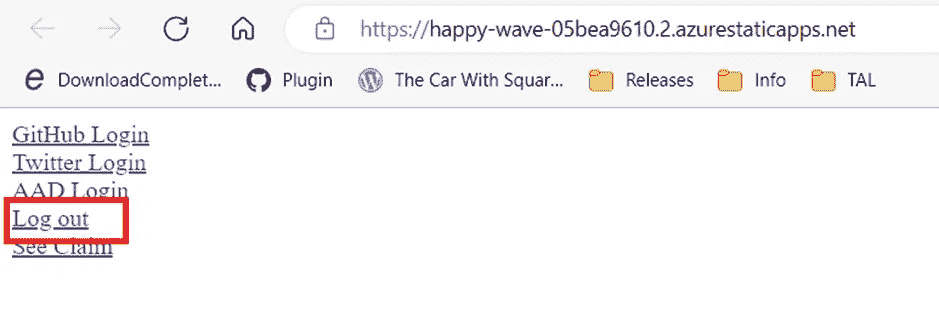 https://happy-wave-05bea9610.2.azurestaticapps.net
DownloadComplet... Plugin The Car With Squar... Releases Info TAL
GitHub Login
Twitter Login
AAD Login
Log out
See Claim